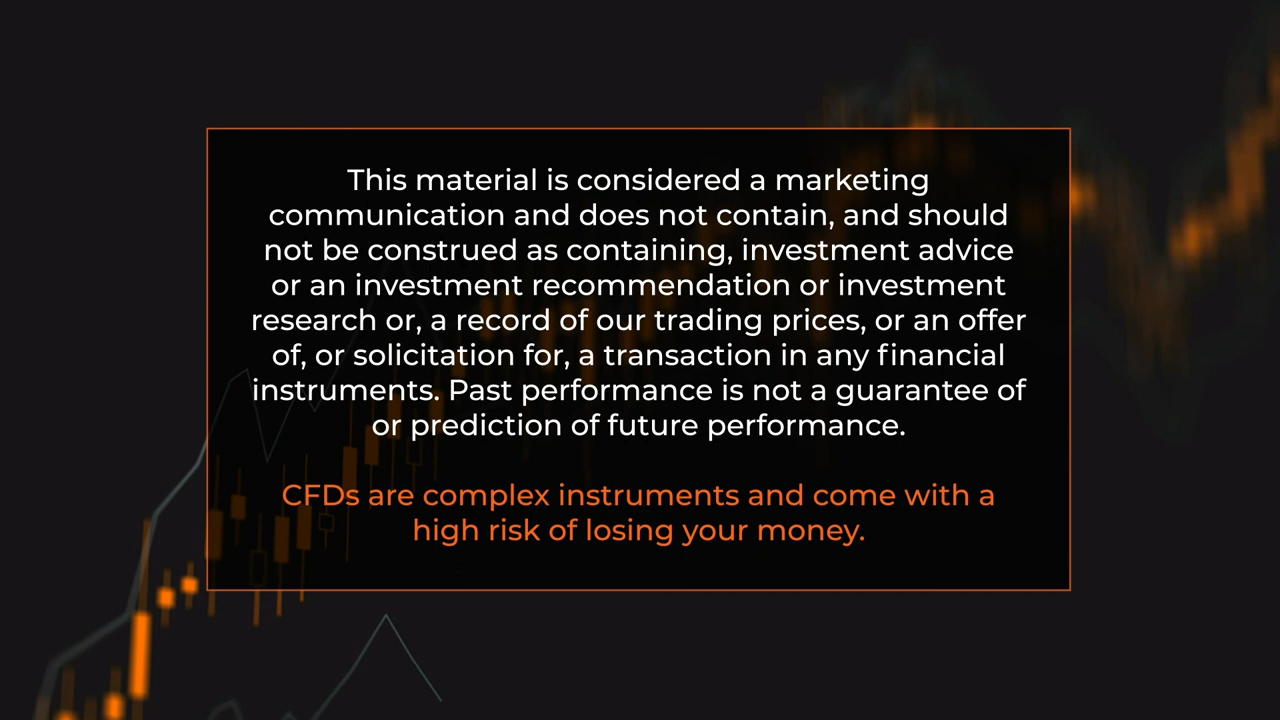 This material is considered a marketing
communication and does not contain, and should
not be construed as containing, investment advice
or an investment recommendation or investment
research or, a record of our trading prices, or an offer
of, or solicitation for, a transaction in any financial
instruments. Past performance is not a guarantee of
or prediction of future performance.
CFDs are complex instruments and come with a
high risk of losing your money.